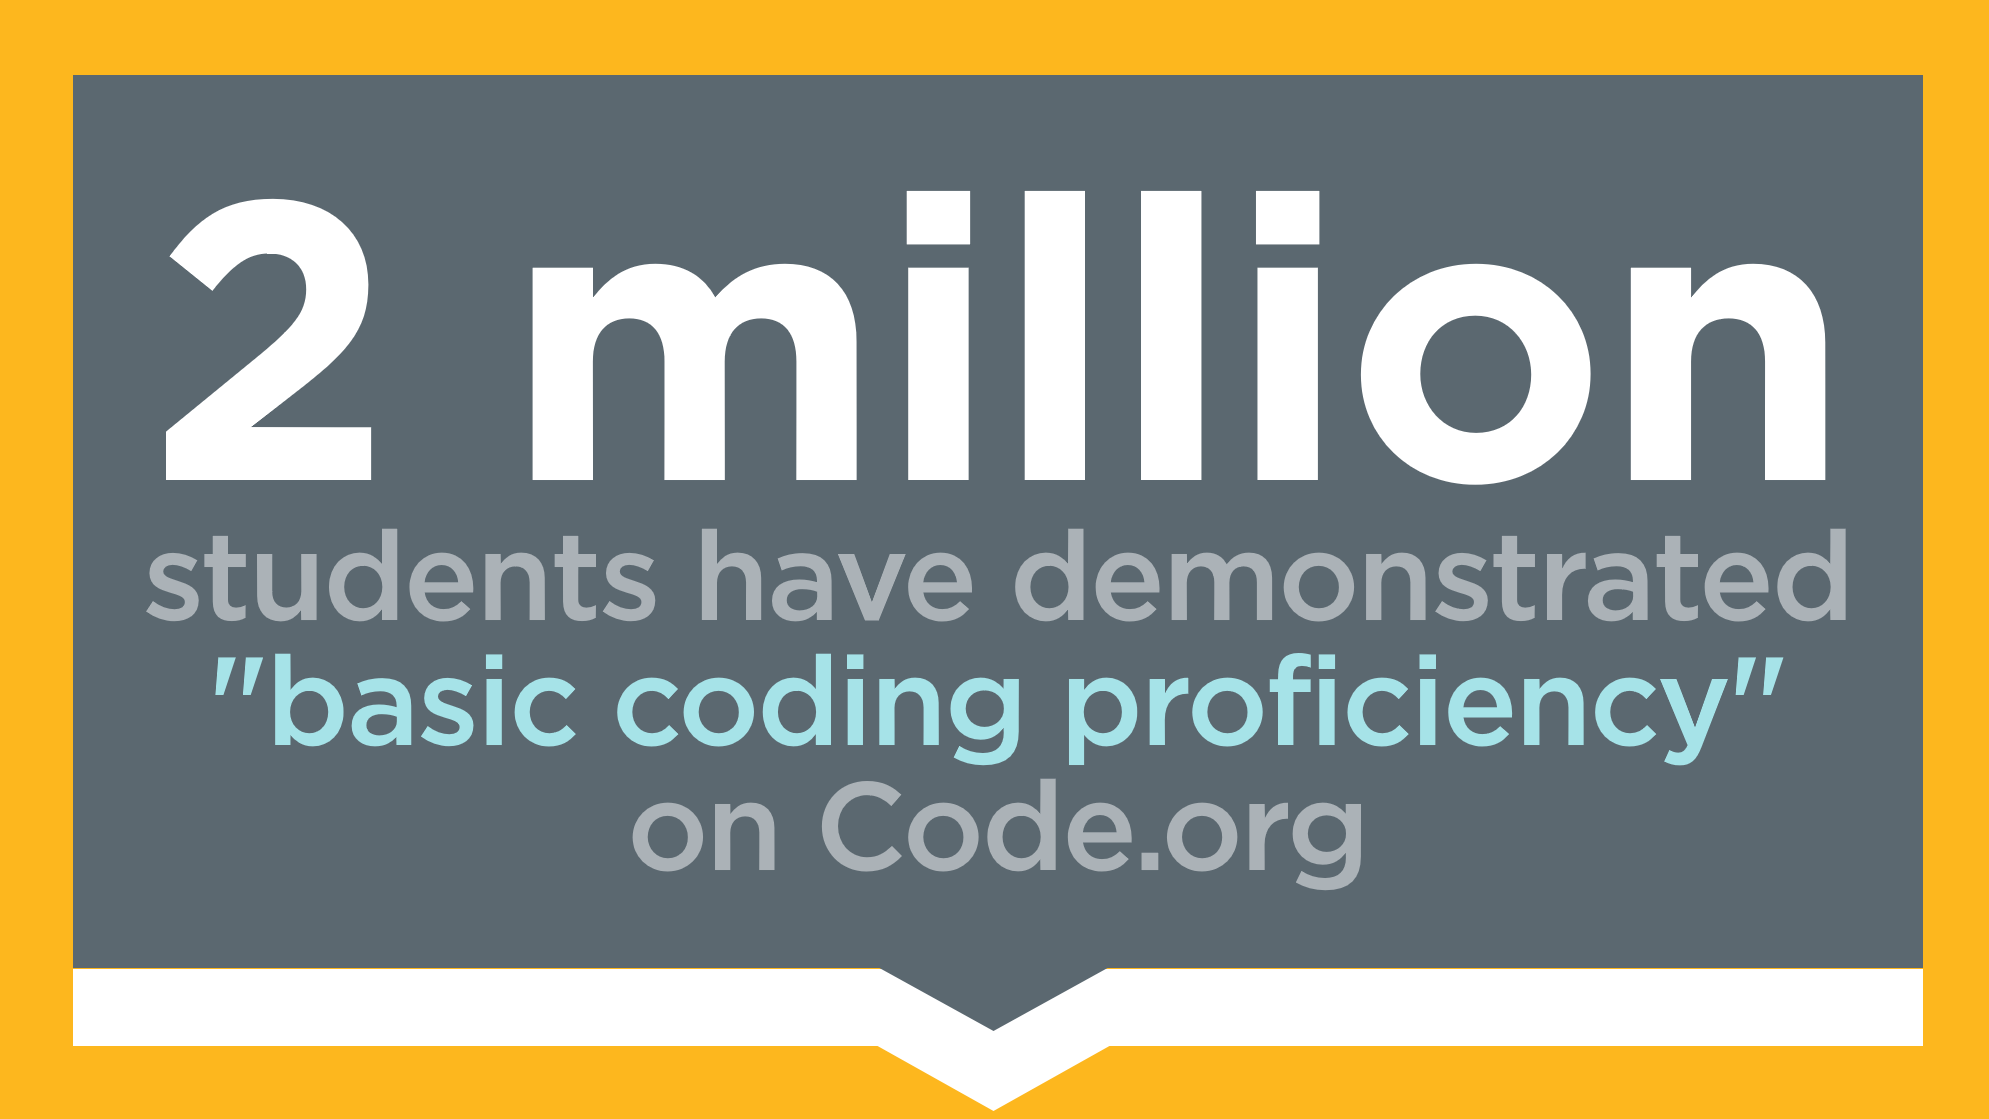 2 million
students have demonstrated
"basic coding proficiency"
on Code.org